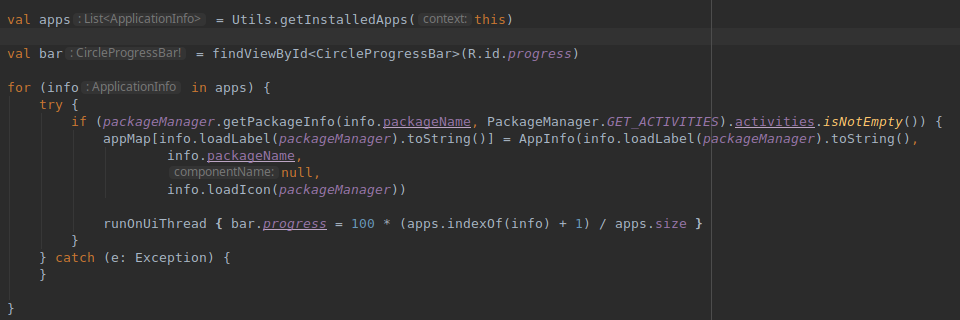 val apps : List<ApplicationInfo> = Utils.getInstalledApps( context: this)
val bar : CircleProgressBar! = findViewById<CircleProgressBar>(R.id.progress)
for (info : ApplicationInfo in apps) {
try {
if (packageManager.getPackageInfo(info.packageName, PackageManager.GET_ACTIVITIES).activities.isNotEmpty()) {
appMap[info.loadLabel(packageManager).toString()] = AppInfo(info.loadLabel(packageManager).toString(),
info.packageName,
componentName: null,
info.loadIcon(packageManager))
runOnUiThread { bar.progress = 100 * (apps.indexOf(info) + 1) / apps.size }
}
} catch (e: Exception) {
}
}